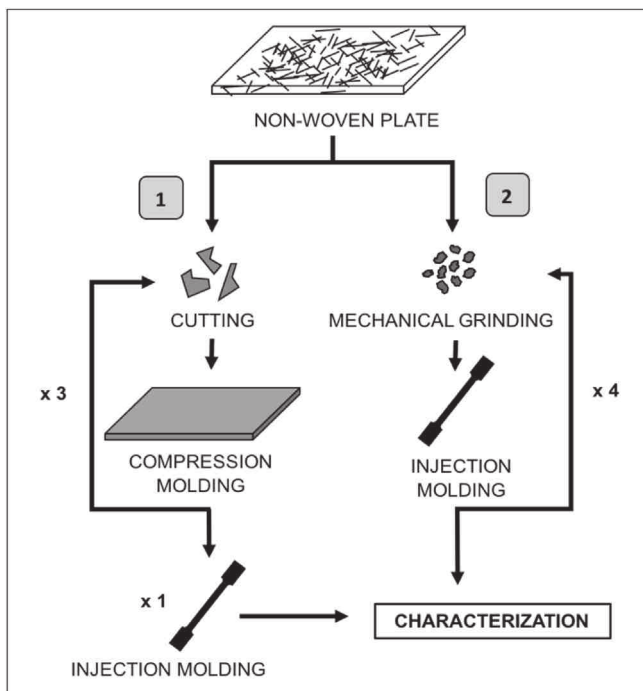 NON-WOVEN PLATE
1
2
CUTTING
MECHANICAL GRINDING
x 3
x 4
COMPRESSION
MOLDING
INJECTION
MOLDING
x 1
CHARACTERIZATION
INJECTION MOLDING